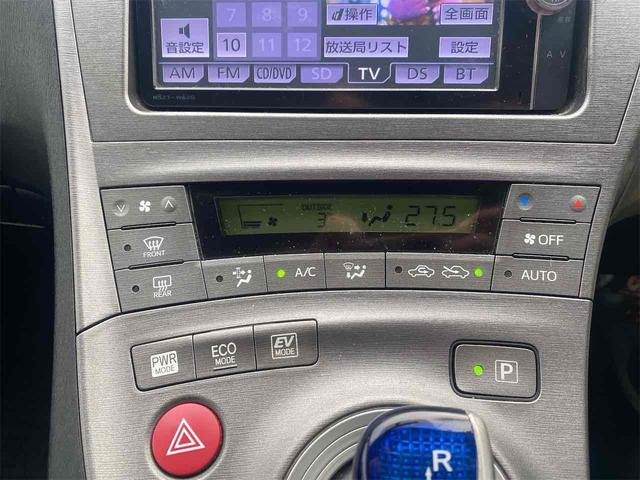 7 8 9 操作 全画面
音設定 10 11 12 放送局リスト 設定
AM FM CD/DVD SD TV DS BT
AV
OUTSIDE
3 27.5
FRONT
OFF
REAR A/C AUTO
PWR MODE
ECO MODE
EV MODE
P
R